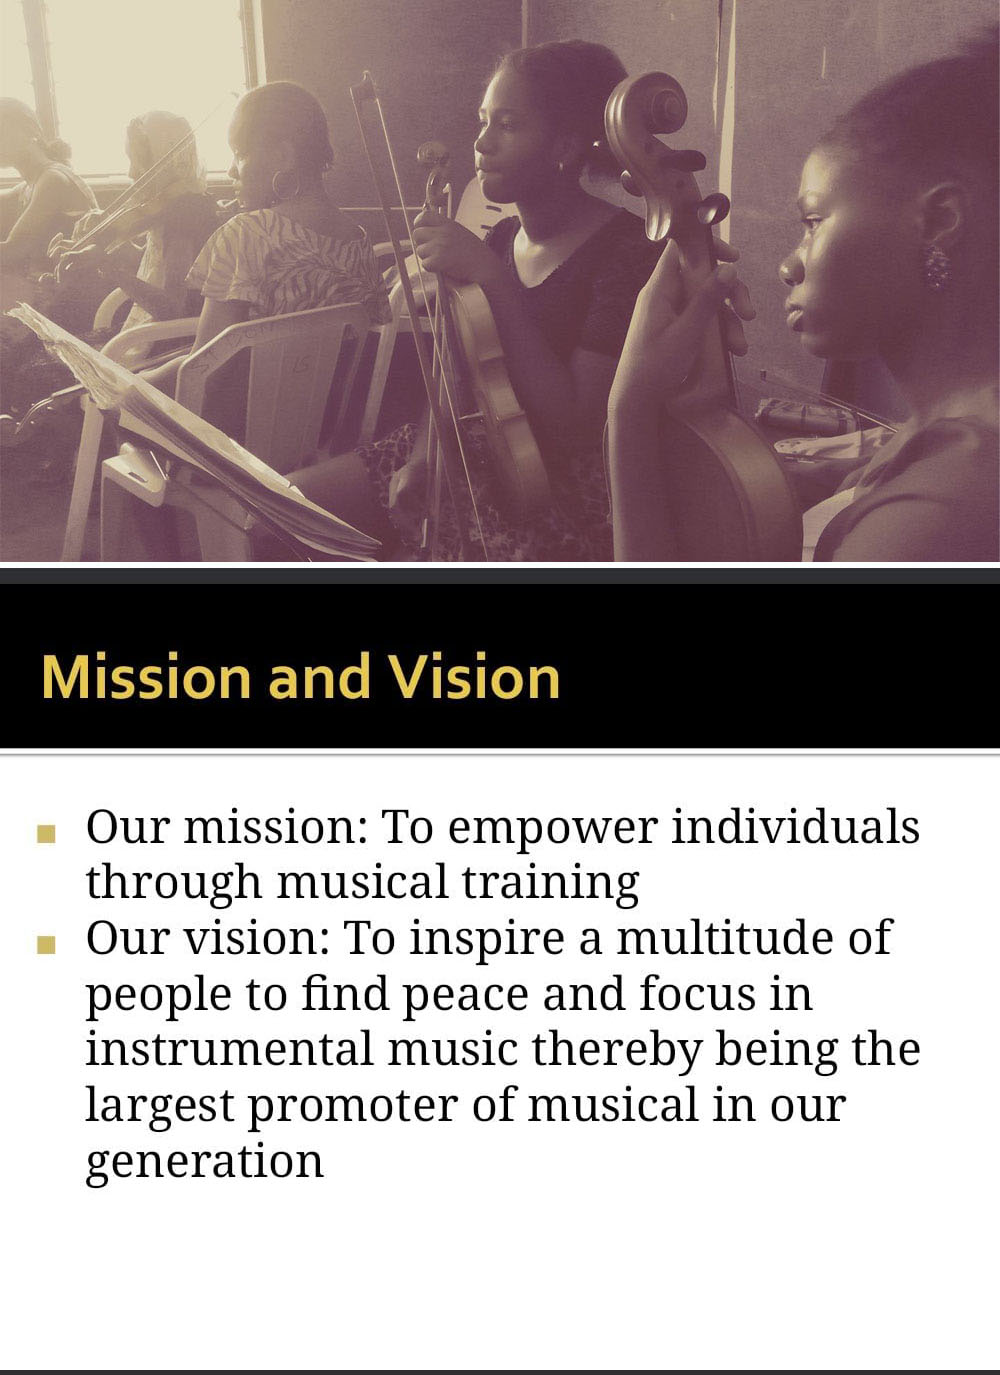 Mission and Vision
Our mission: To empower individuals
through musical training
Our vision: To inspire a multitude of
people to find peace and focus in
instrumental music thereby being the
largest promoter of musical in our
generation